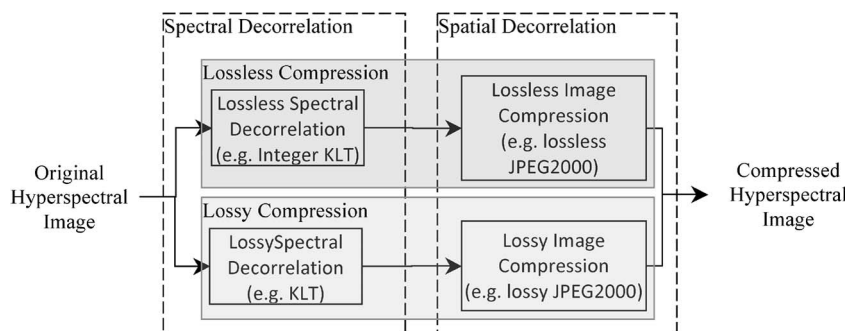 Spectral Decorrelation
Spatial Decorrelation
Lossless Compression
Lossless Spectral
Decorrelation
(e.g. Integer KLT)
Lossless Image
Compression
(e.g. lossless
JPEG2000)
Original
Hyperspectral
Image
Compressed
Hyperspectral
Image
Lossy Compression
LossySpectral
Decorrelation
(e.g. KLT)
Lossy Image
Compression
(e.g. lossy JPEG2000)